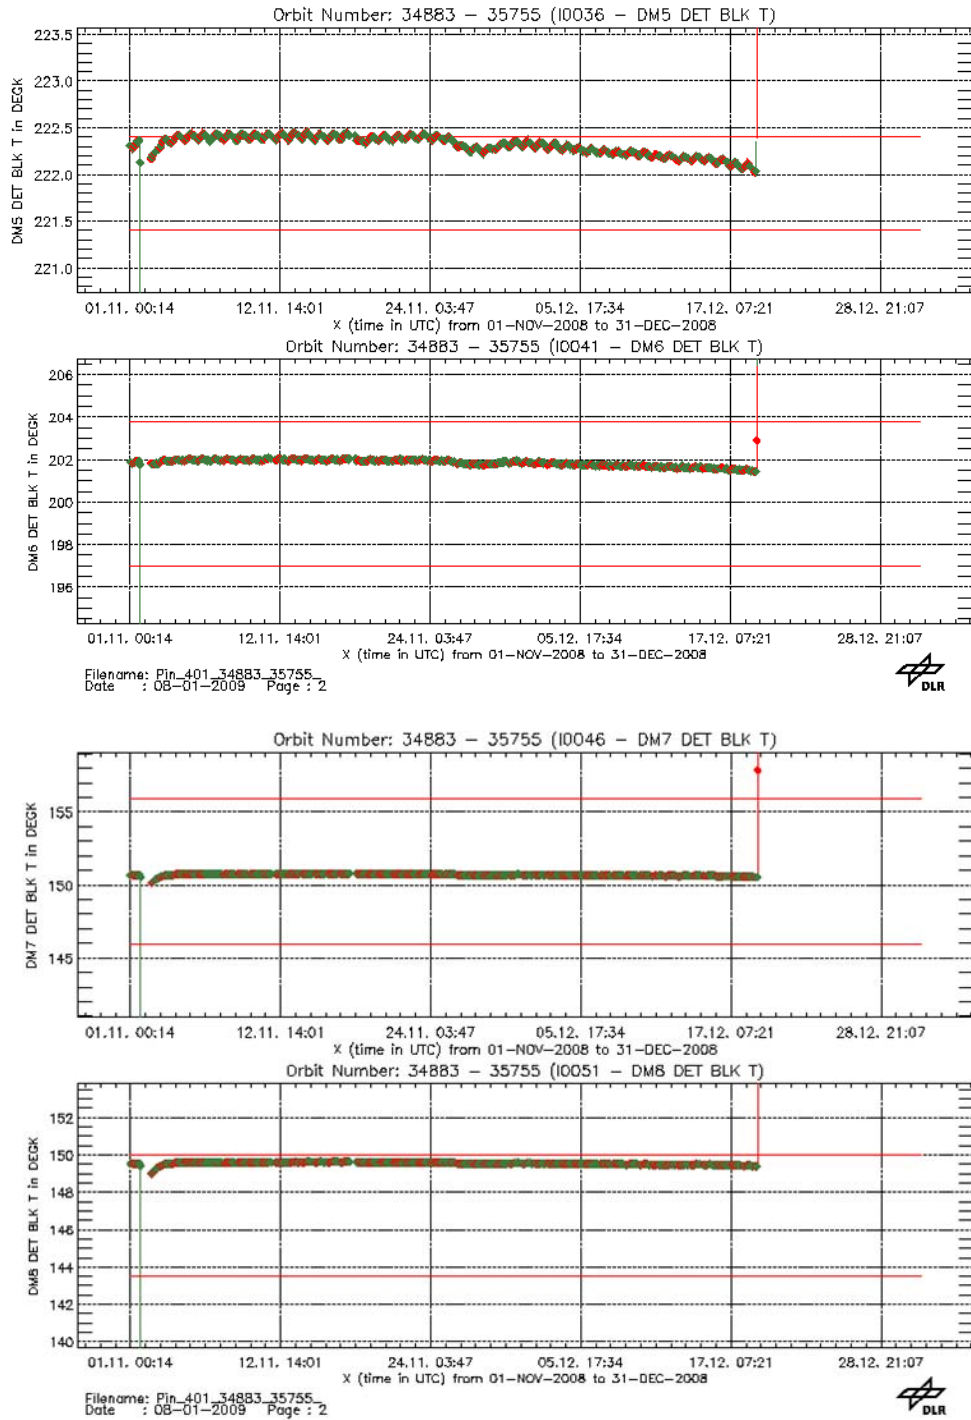 Orbit Number: 34883 – 35755 (I0036 – DM5 DET BLK T)
DM5 DET BLK T in DEGK
223.5
223.0
222.5
222.0
221.5
221.0
01.11. 00:14 12.11. 14:01 24.11. 03:47 05.12. 17:34 17.12. 07:21 28.12. 21:07
X (time in UTC) from 01–NOV–2008 to 31–DEC–2008
Orbit Number: 34883 – 35755 (I0041 – DM6 DET BLK T)
DM6 DET BLK T in DEGK
206
204
202
200
198
196
01.11. 00:14 12.11. 14:01 24.11. 03:47 05.12. 17:34 17.12. 07:21 28.12. 21:07
X (time in UTC) from 01–NOV–2008 to 31–DEC–2008
Filename: Pin_401_34883_35755_
Date : 08–01–2009 Page : 2
DLR
Orbit Number: 34883 – 35755 (I0046 – DM7 DET BLK T)
DM7 DET BLK T in DEGK
155
150
145
01.11. 00:14 12.11. 14:01 24.11. 03:47 05.12. 17:34 17.12. 07:21 28.12. 21:07
X (time in UTC) from 01–NOV–2008 to 31–DEC–2008
Orbit Number: 34883 – 35755 (I0051 – DM8 DET BLK T)
DM8 DET BLK T in DEGK
152
150
148
146
144
142
140
01.11. 00:14 12.11. 14:01 24.11. 03:47 05.12. 17:34 17.12. 07:21 28.12. 21:07
X (time in UTC) from 01–NOV–2008 to 31–DEC–2008
Filename: Pin_401_34883_35755_
Date : 08–01–2009 Page : 2
DLR